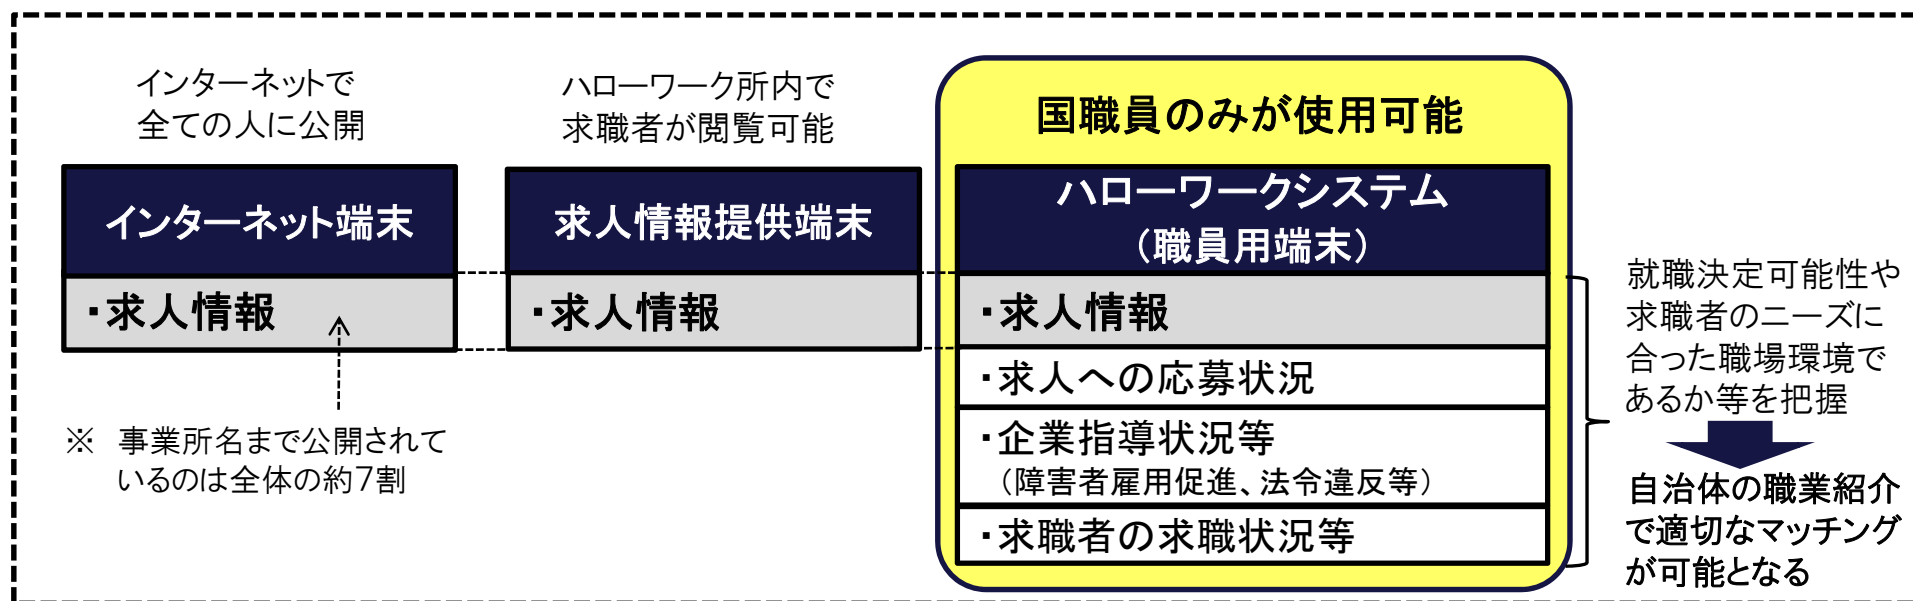 インターネットで
全ての人に公開
インターネット端末
・求人情報
※　事業所名まで公開されて
いるのは全体の約7割
ハローワーク所内で
求職者が閲覧可能
求人情報提供端末
・求人情報
国職員のみが使用可能
ハローワークシステム
（職員用端末）
・求人情報
・求人への応募状況
・企業指導状況等
（障害者雇用促進、法令違反等）
・求職者の求職状況等
就職決定可能性や
求職者のニーズに
合った職場環境で
あるか等を把握
自治体の職業紹介
で適切なマッチング
が可能となる